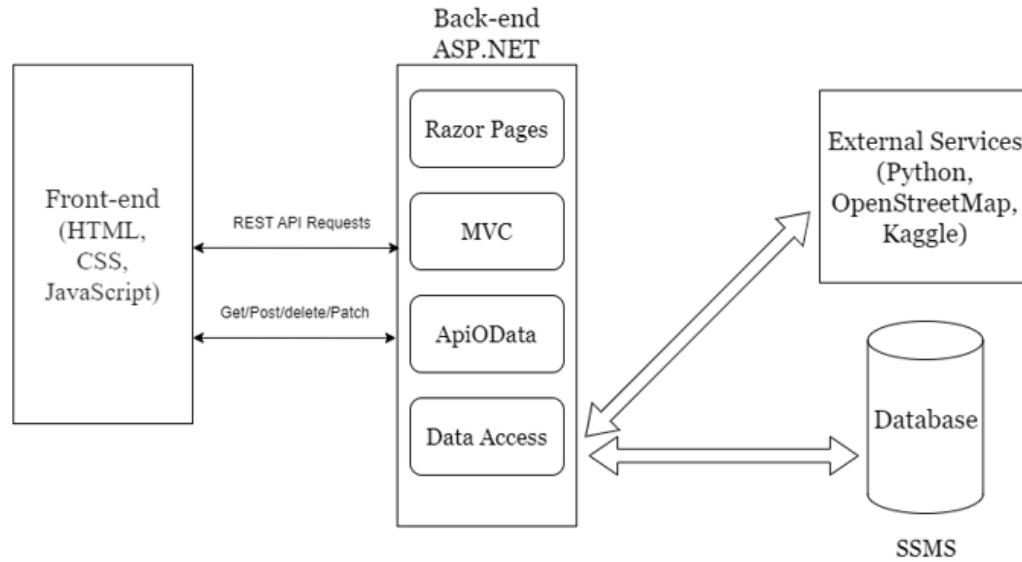 Back-end
ASP.NET
Front-end
(HTML,
CSS,
JavaScript)
REST API Requests
Get/Post/delete/Patch
Razor Pages
MVC
ApiOData
Data Access
External Services
(Python,
OpenStreetMap,
Kaggle)
Database
SSMS